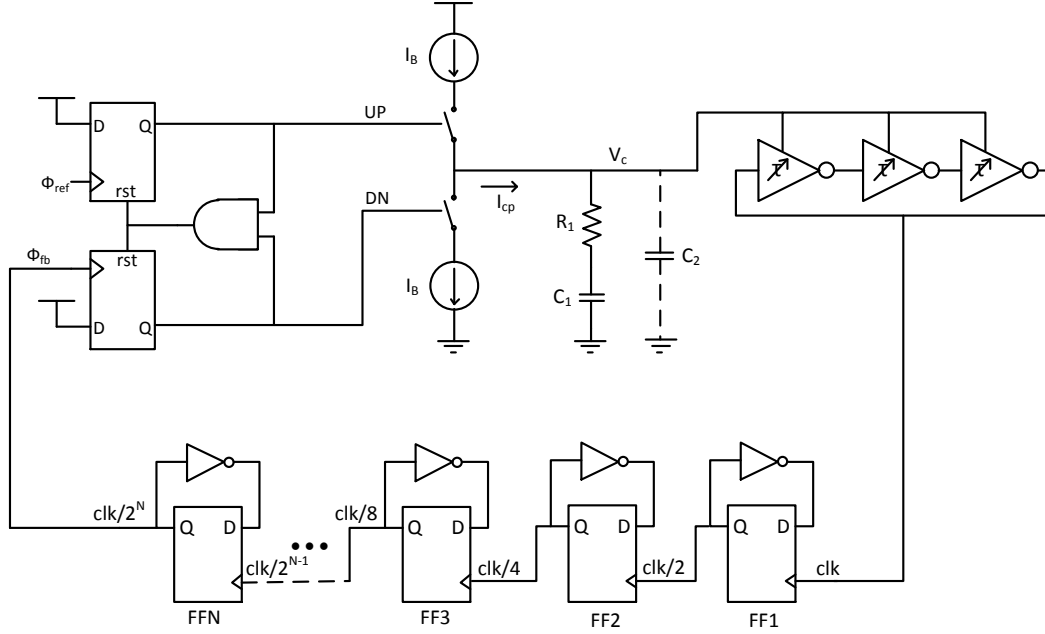 I_B
D Q UP
Φ_ref
rst
V_c
τ τ τ
I_cp
DN
R_1
rst
Φ_fb
C_2
I_B
C_1
D Q
clk/2^N Q D clk/8 Q D Q D Q D
clk/2^{N-1} clk/4 clk/2 clk
FFN FF3 FF2 FF1